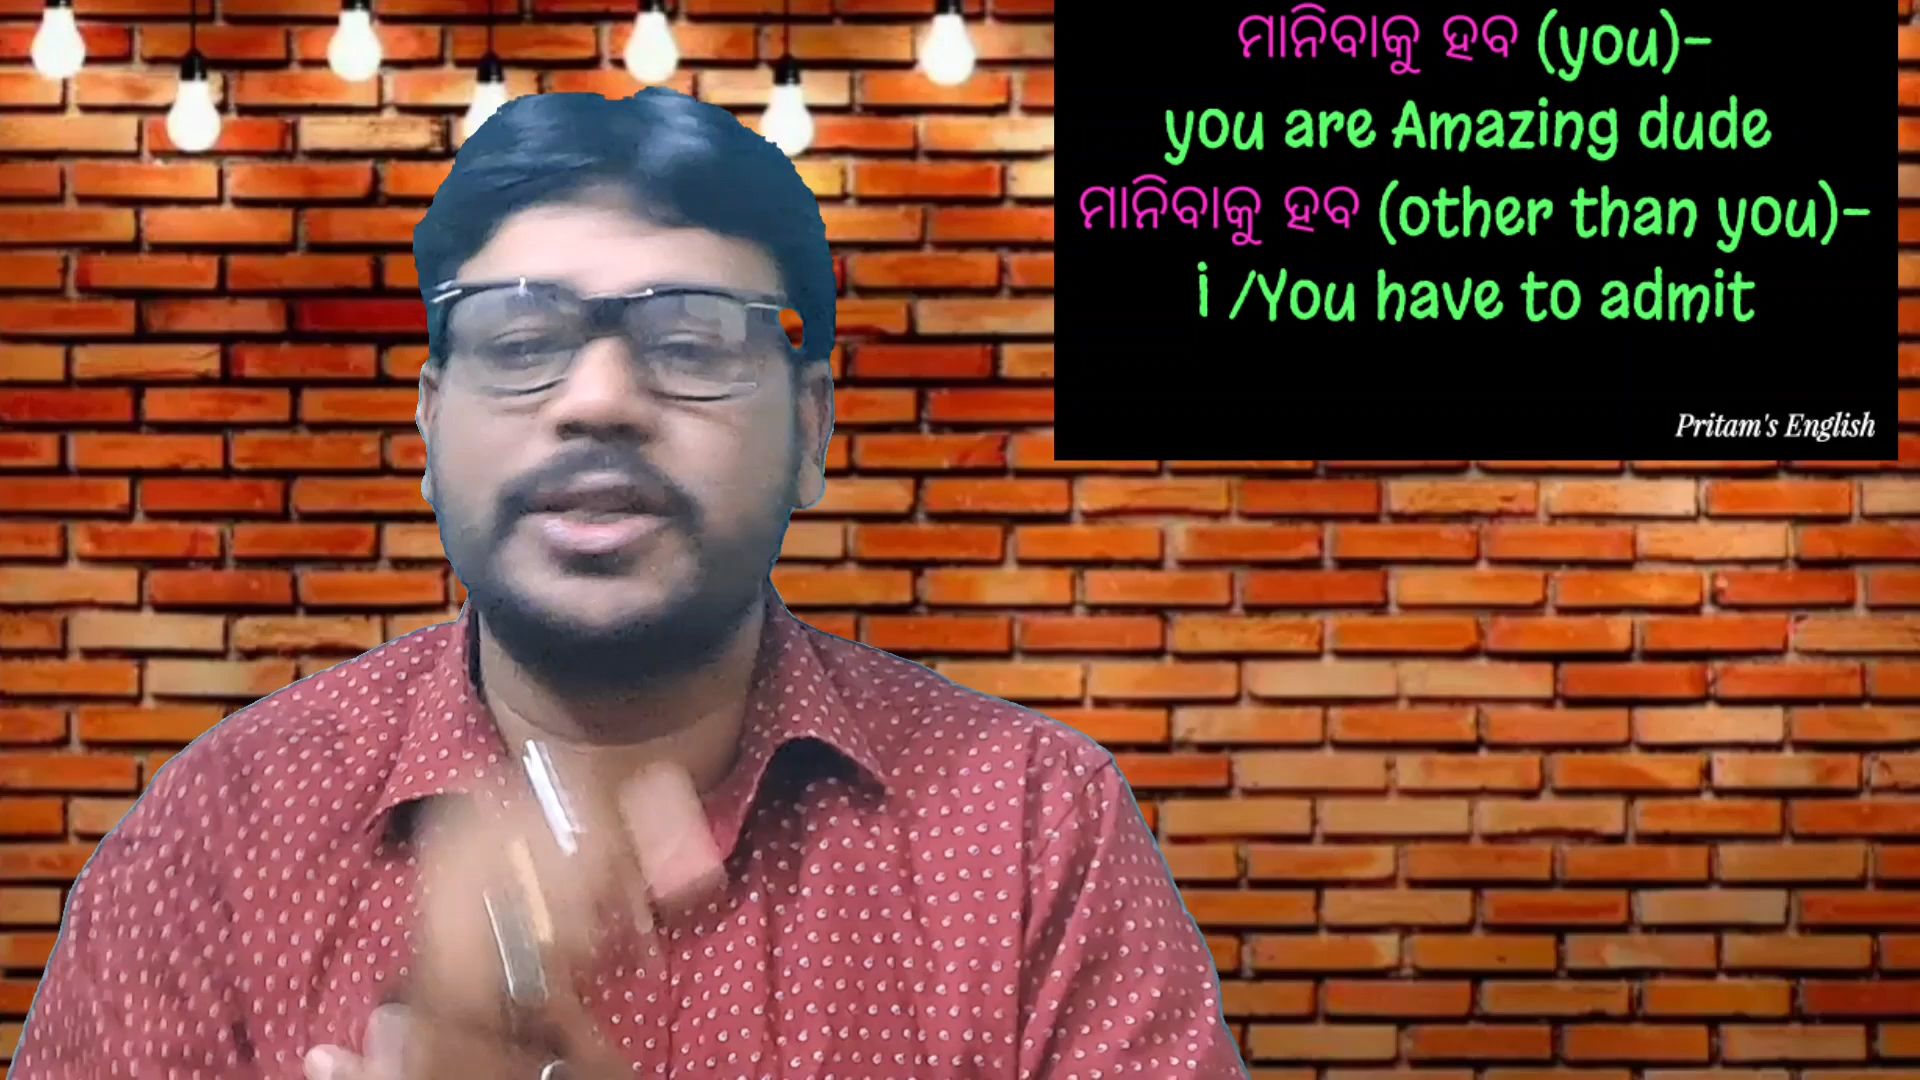 ମାନିବାକୁ ହବ (you)-
you are Amazing dude
ମାନିବାକୁ ହବ (other than you)-
i /You have to admit
Pritam's English